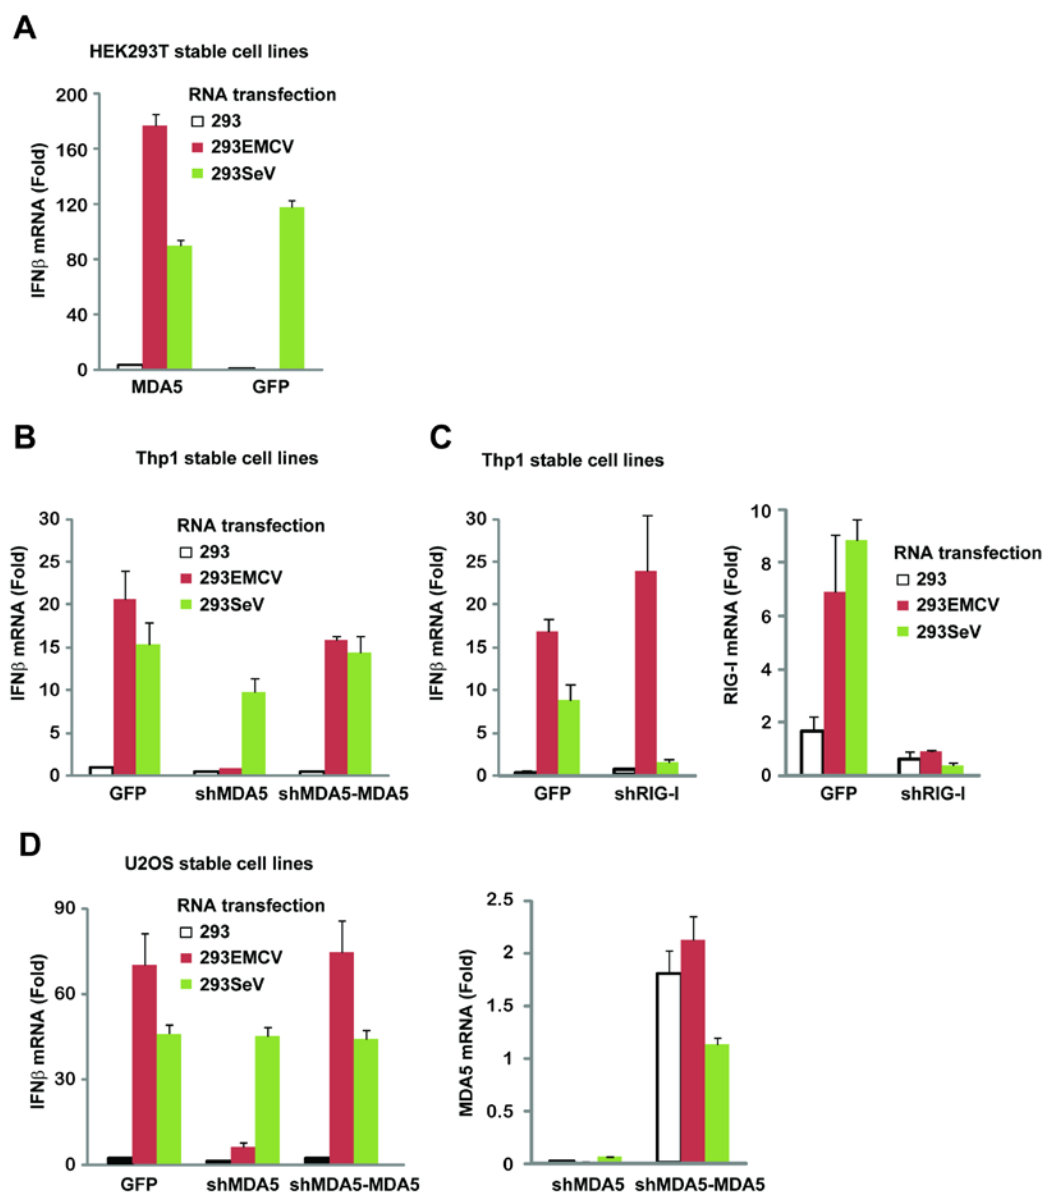 A
HEK293T stable cell lines
RNA transfection
293
293EMCV
293SeV
IFNβ mRNA (Fold)
200
160
120
80
40
0
MDA5 GFP
B
Thp1 stable cell lines
RNA transfection
293
293EMCV
293SeV
IFNβ mRNA (Fold)
30
25
20
15
10
5
0
GFP shMDA5 shMDA5-MDA5
C
Thp1 stable cell lines
IFNβ mRNA (Fold)
30
25
20
15
10
5
0
GFP shRIG-I
RIG-I mRNA (Fold)
10
8
6
4
2
0
GFP shRIG-I
RNA transfection
293
293EMCV
293SeV
D
U2OS stable cell lines
RNA transfection
293
293EMCV
293SeV
IFNβ mRNA (Fold)
90
60
30
0
GFP shMDA5 shMDA5-MDA5
MDA5 mRNA (Fold)
2.5
2
1.5
1
0.5
0
shMDA5 shMDA5-MDA5